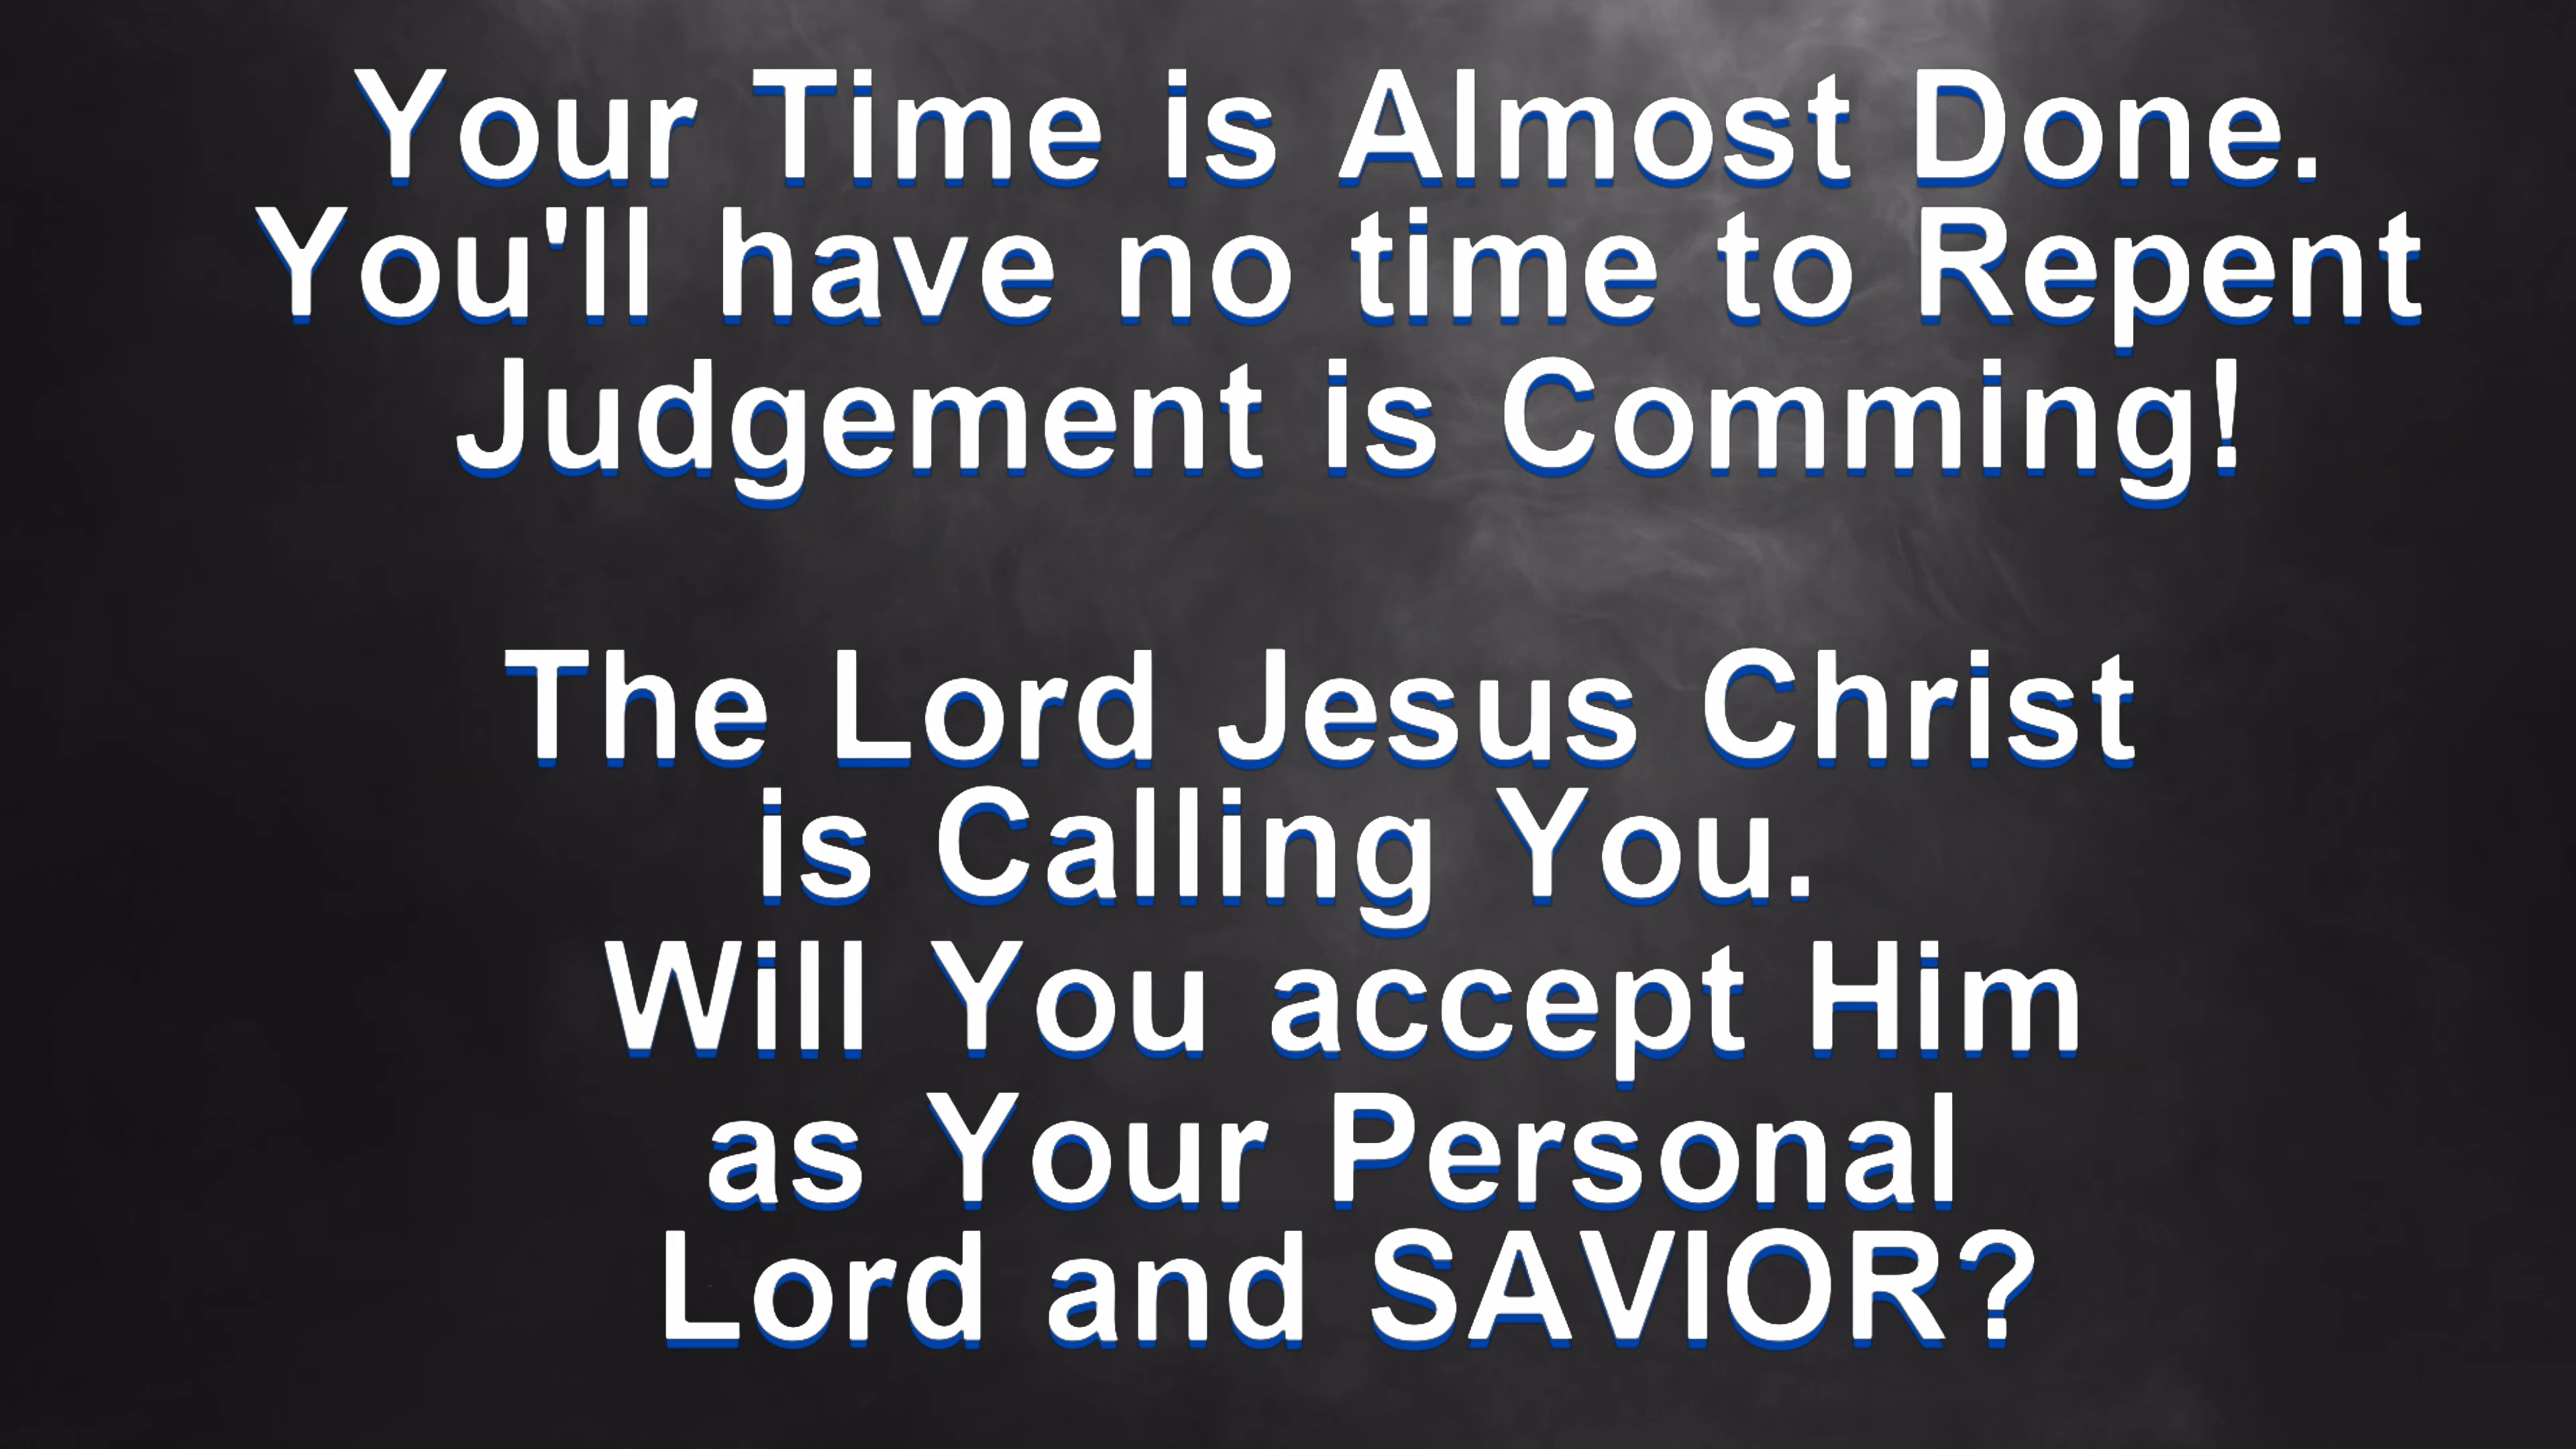 Your Time is Almost Done.
You'll have no time to Repent
Judgement is Comming!
The Lord Jesus Christ
is Calling You.
Will You accept Him
as Your Personal
Lord and SAVIOR?